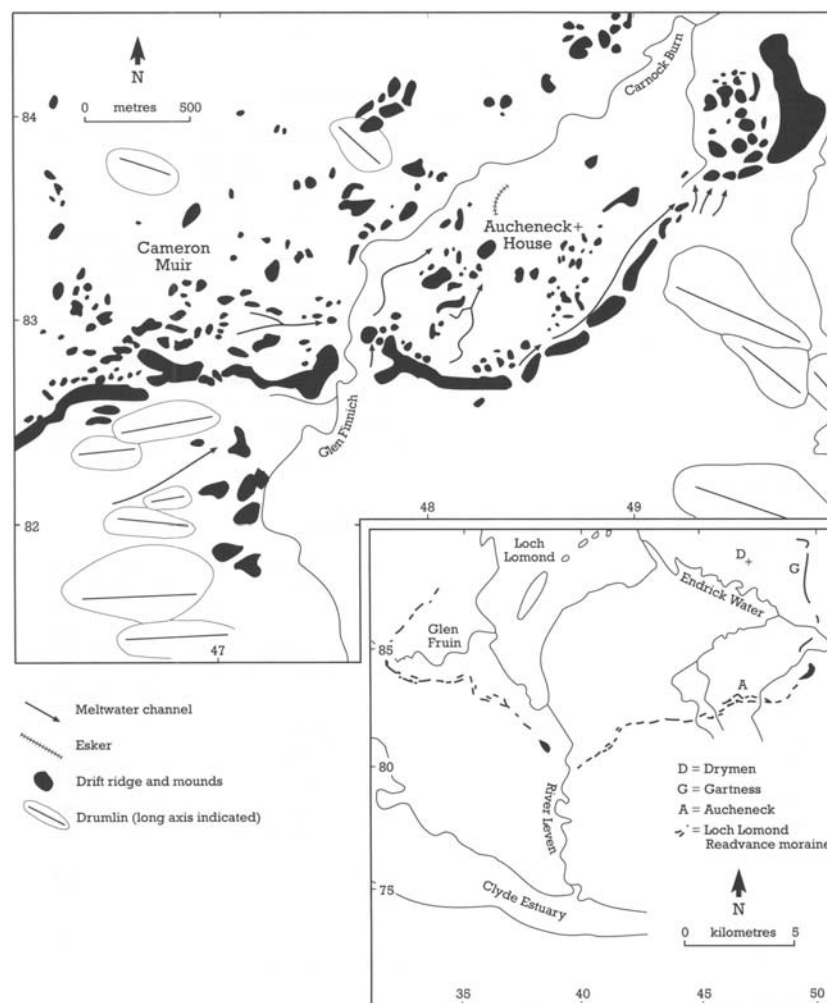 N
0 metres 500
84
83
82
47
48
49
Carnock Burn
Aucheneck+
House
Cameron
Muir
Glen Finnich
Meltwater channel
Esker
Drift ridge and mounds
Drumlin (long axis indicated)
Loch
Lomond
D+
G
Endrick Water
Glen
Fruin
85
A
80
River Leven
75
Clyde Estuary
D = Drymen
G = Gartness
A = Aucheneck
= Loch Lomond
Readvance moraine
N
0 kilometres 5
35
40
45
50